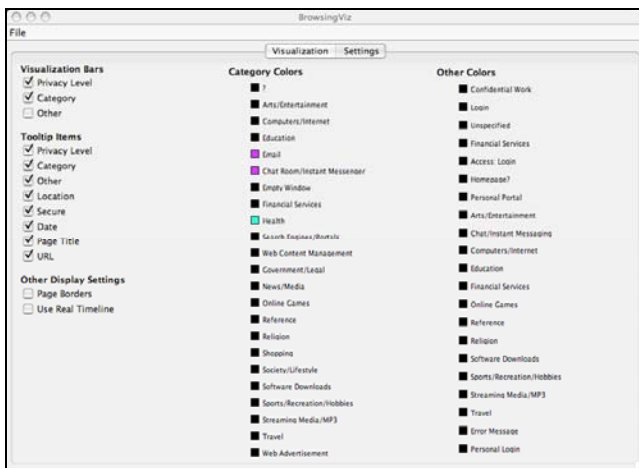 BrowsingViz
File
Visualization
Settings
Visualization Bars
Privacy Level
Category
Other
Tooltip Items
Privacy Level
Category
Other
Location
Secure
Date
Page Title
URL
Other Display Settings
Page Borders
Use Real Timeline
Category Colors
?
Arts/Entertainment
Computers/Internet
Education
Email
Chat Room/Instant Messenger
Empty Window
Financial Services
Health
Search Engines/Portals
Web Content Management
Government/Legal
News/Media
Online Games
Reference
Religion
Shopping
Society/Lifestyle
Software Downloads
Sports/Recreation/Hobbies
Streaming Media/MP3
Travel
Web Advertisement
Other Colors
Confidential Work
Login
Unspecified
Financial Services
Access: Login
Homepage?
Personal Portal
Arts/Entertainment
Chat/Instant Messaging
Computers/Internet
Education
Financial Services
Online Games
Reference
Religion
Software Downloads
Sports/Recreation/Hobbies
Streaming Media/MP3
Travel
Error Message
Personal Login